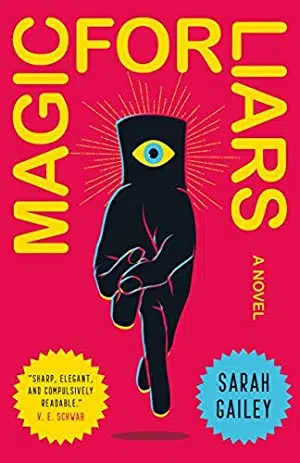 MAGIC
FOR
LIARS
A NOVEL
"SHARP, ELEGANT,
AND COMPULSIVELY
READABLE."
V. E. SCHWAB
SARAH
GAILEY